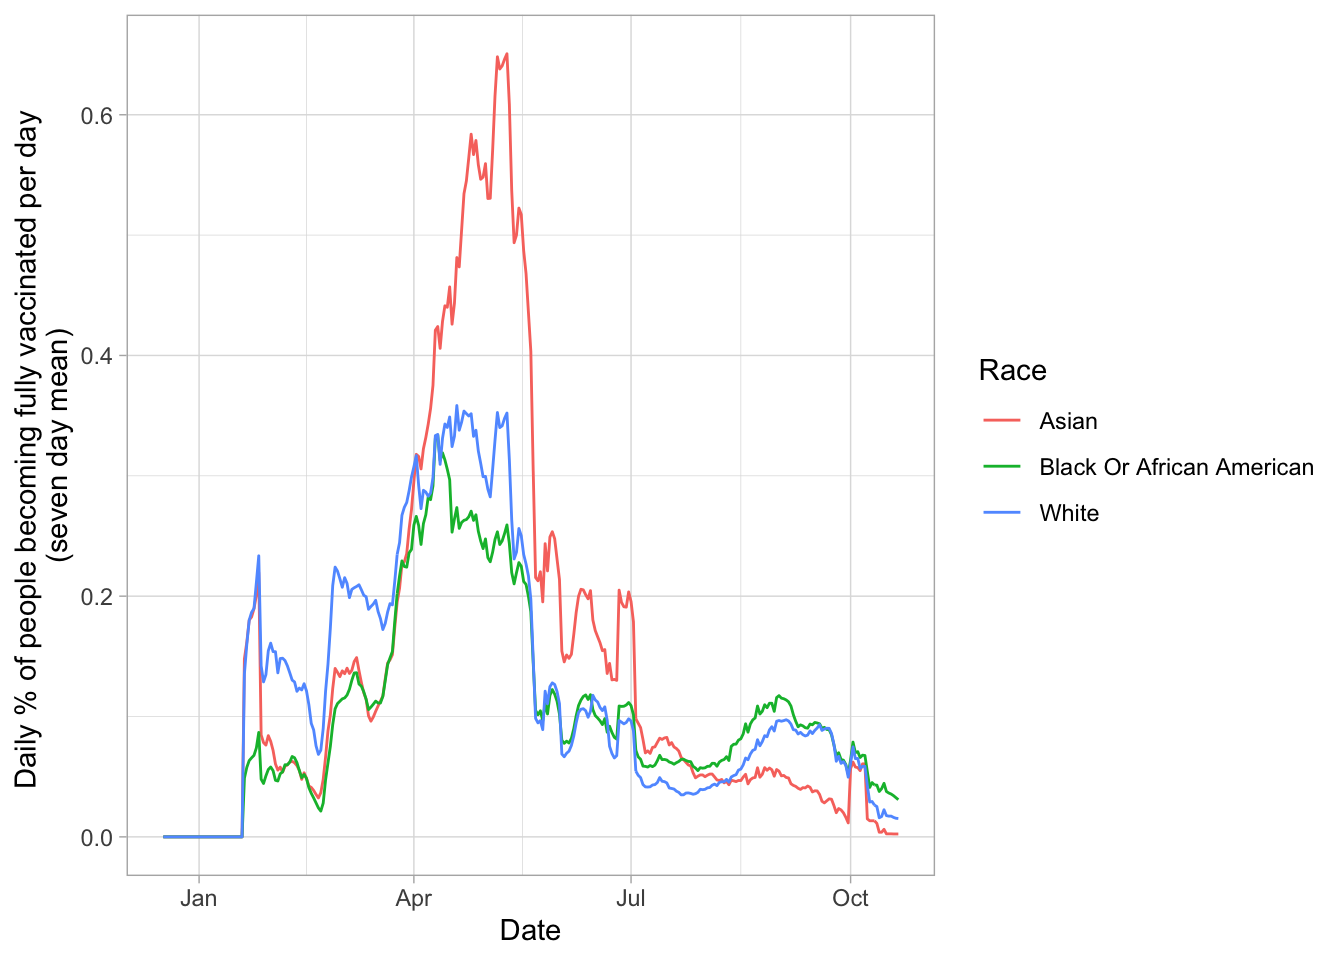 Daily % of people becoming fully vaccinated per day
(seven day mean)
0.6
0.4
0.2
0.0
Jan
Apr
Jul
Oct
Date
Race
Asian
Black Or African American
White